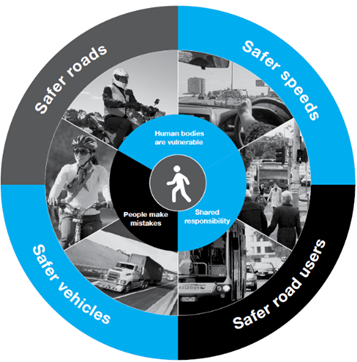 Safer roads
Safer speeds
Human bodies
are vulnerable
People make
mistakes
Shared
responsibility
Safer vehicles
Safer road users